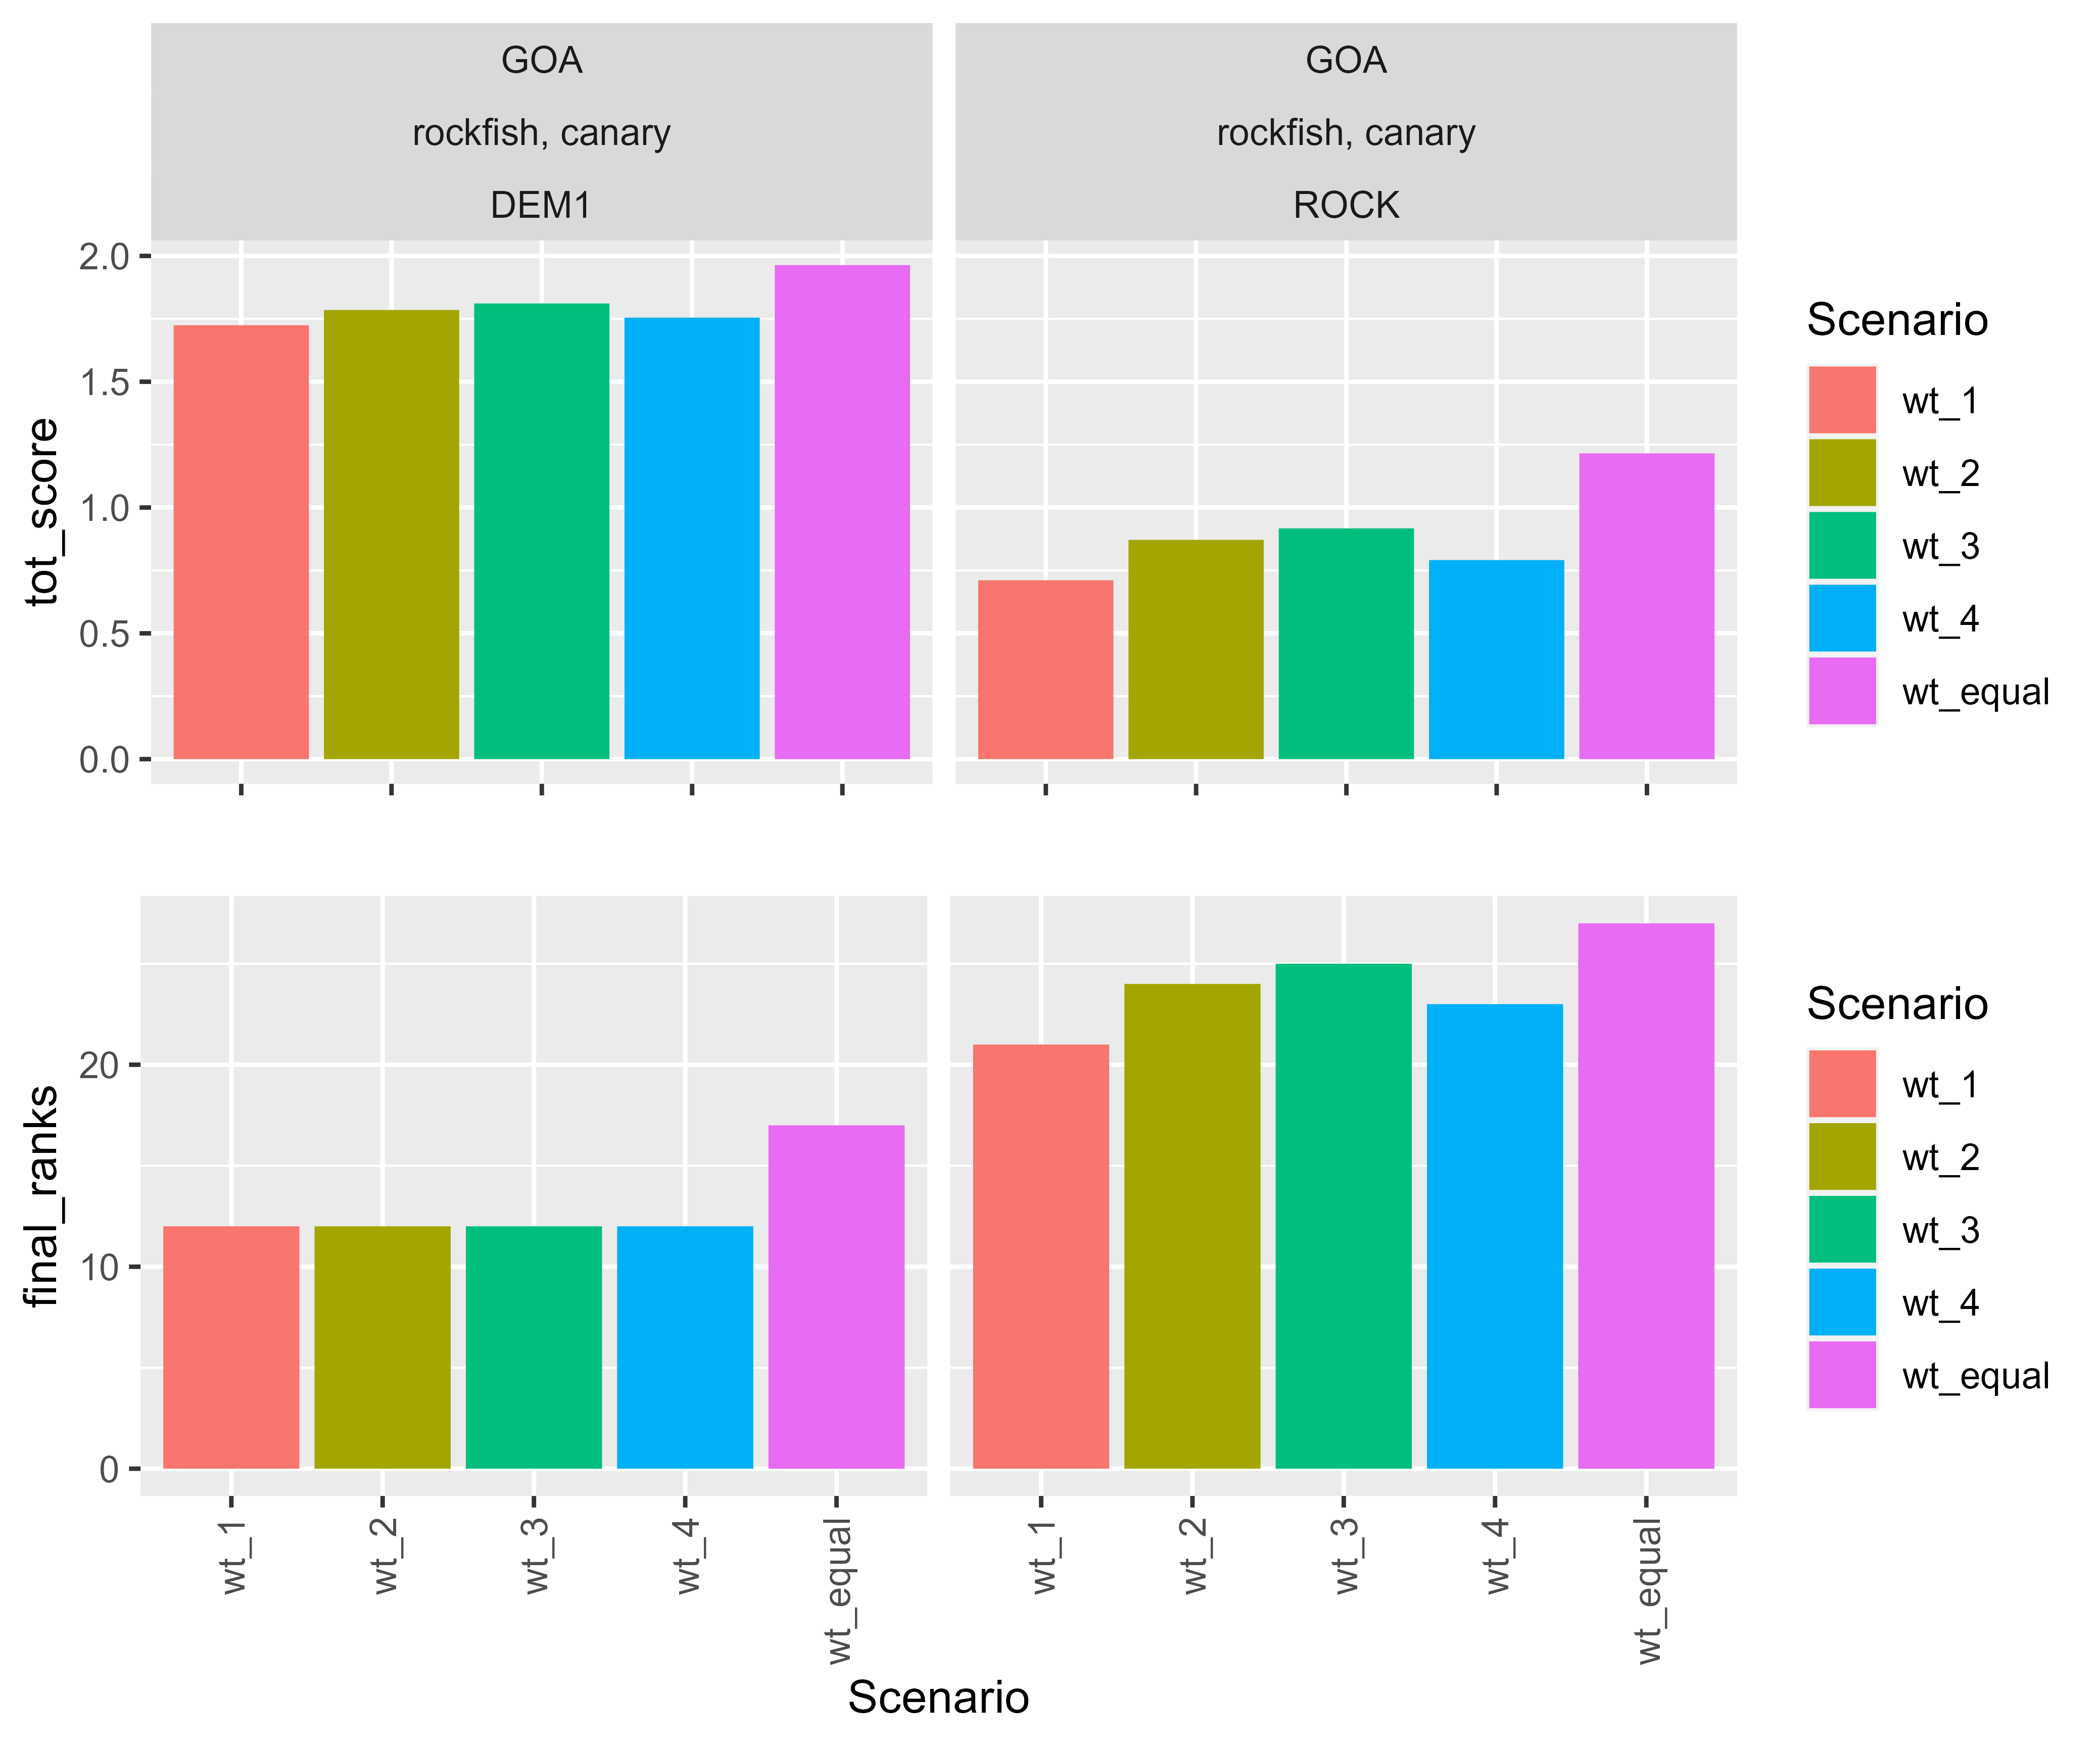 GOA
rockfish, canary
DEM1
GOA
rockfish, canary
ROCK
tot_score
2.0
1.5
1.0
0.5
0.0
Scenario
wt_1
wt_2
wt_3
wt_4
wt_equal
final_ranks
20
10
0
wt_1
wt_2
wt_3
wt_4
wt_equal
wt_1
wt_2
wt_3
wt_4
wt_equal
Scenario
Scenario
wt_1
wt_2
wt_3
wt_4
wt_equal